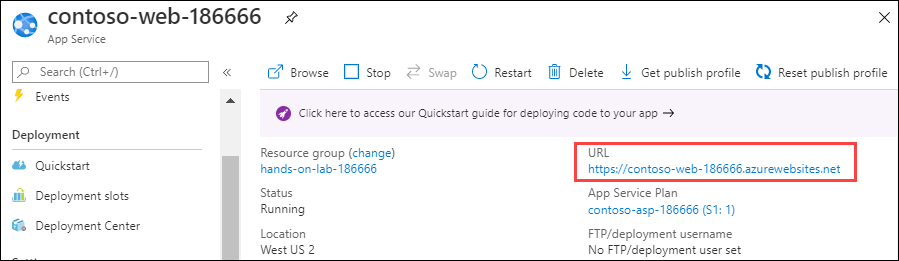 contoso-web-186666
App Service
Search (Ctrl+/)
«
Browse
Stop
Swap
Restart
Delete
Get publish profile
Reset publish profile
Events
Deployment
Quickstart
Deployment slots
Deployment Center
Click here to access our Quickstart guide for deploying code to your app →
Resource group (change)
hands-on-lab-186666
Status
Running
Location
West US 2
URL
https://contoso-web-186666.azurewebsites.net
App Service Plan
contoso-asp-186666 (S1: 1)
FTP/deployment username
No FTP/deployment user set